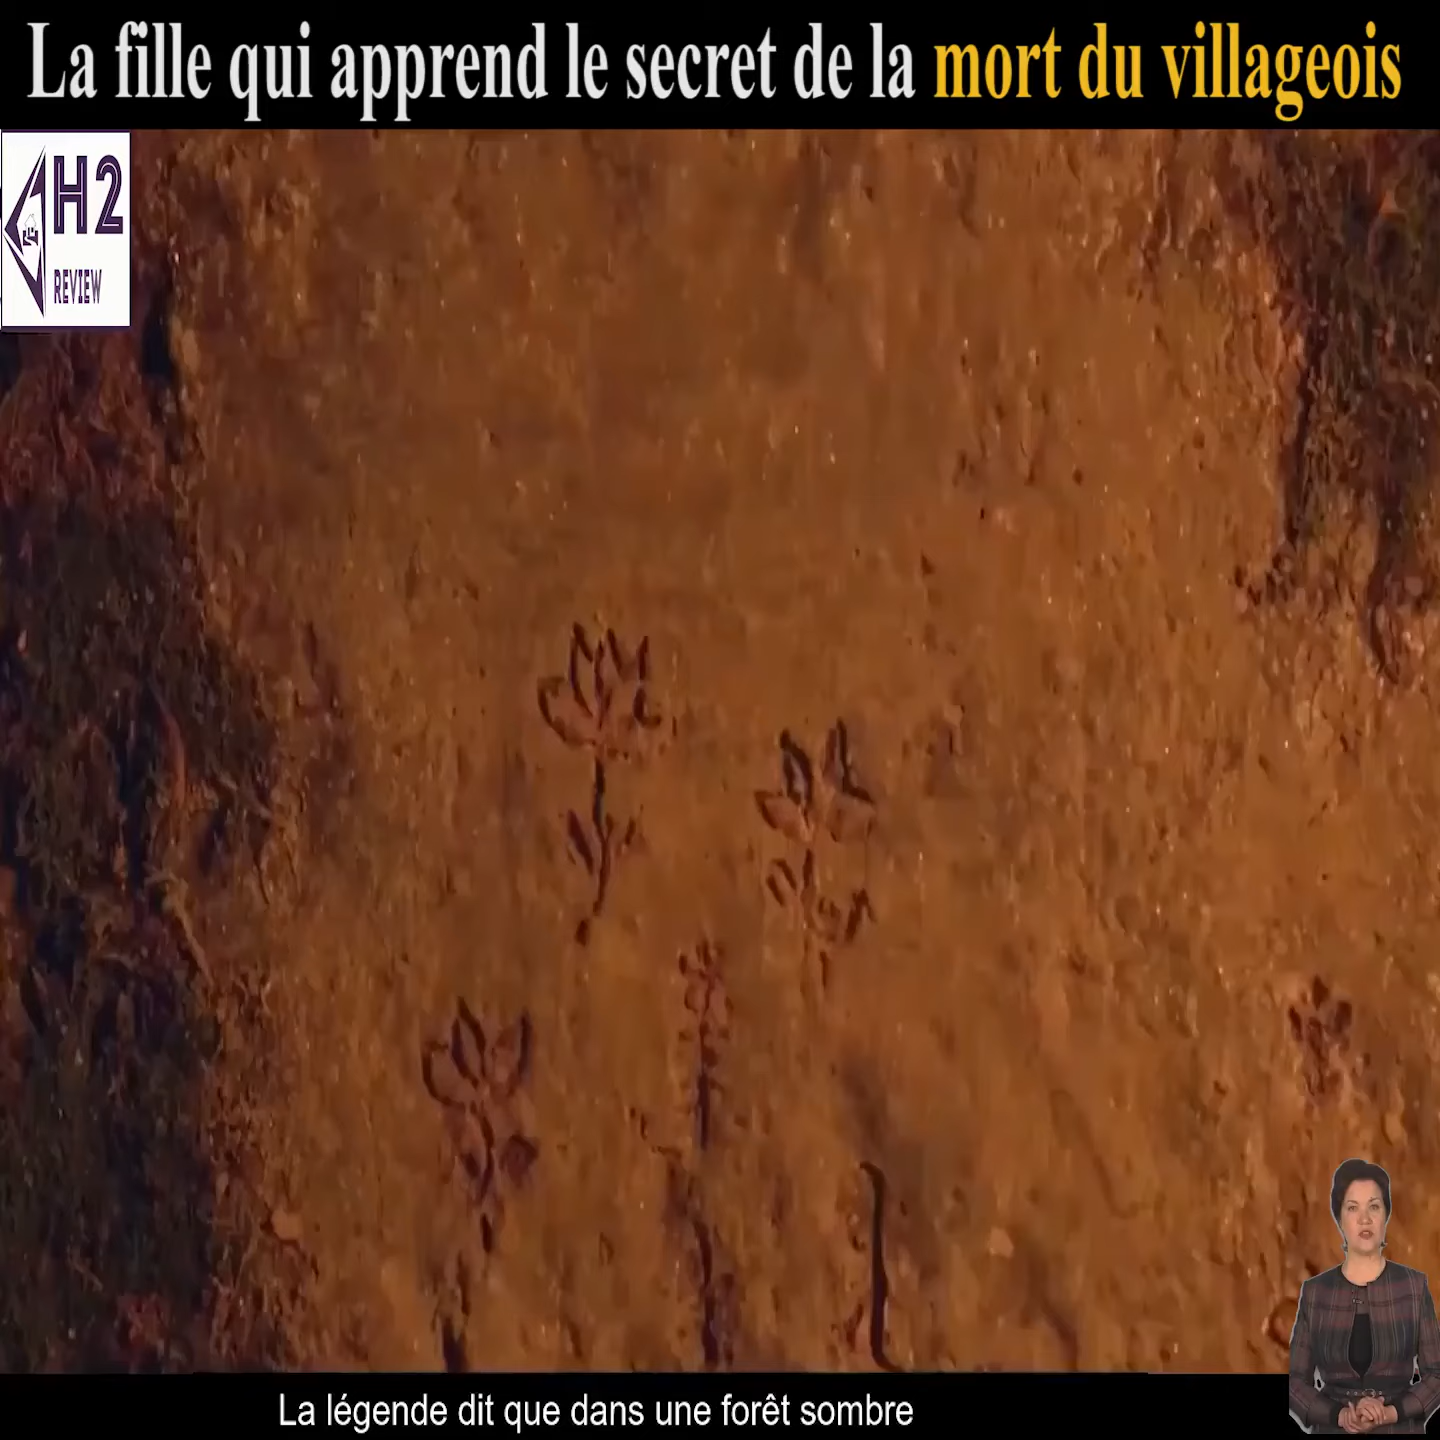 La fille qui apprend le secret de la mort du villageois
H2
REVIEW
La légende dit que dans une forêt sombre